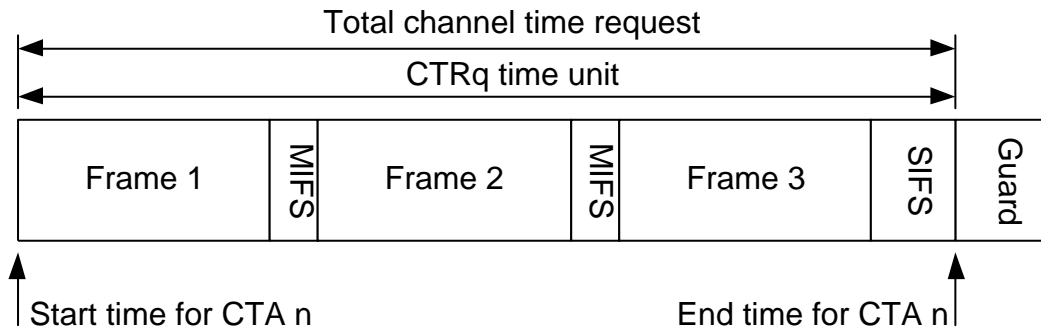 Total channel time request
CTRq time unit
Frame 1
MIFS
Frame 2
MIFS
Frame 3
SIFS
Guard
Start time for CTA n
End time for CTA n